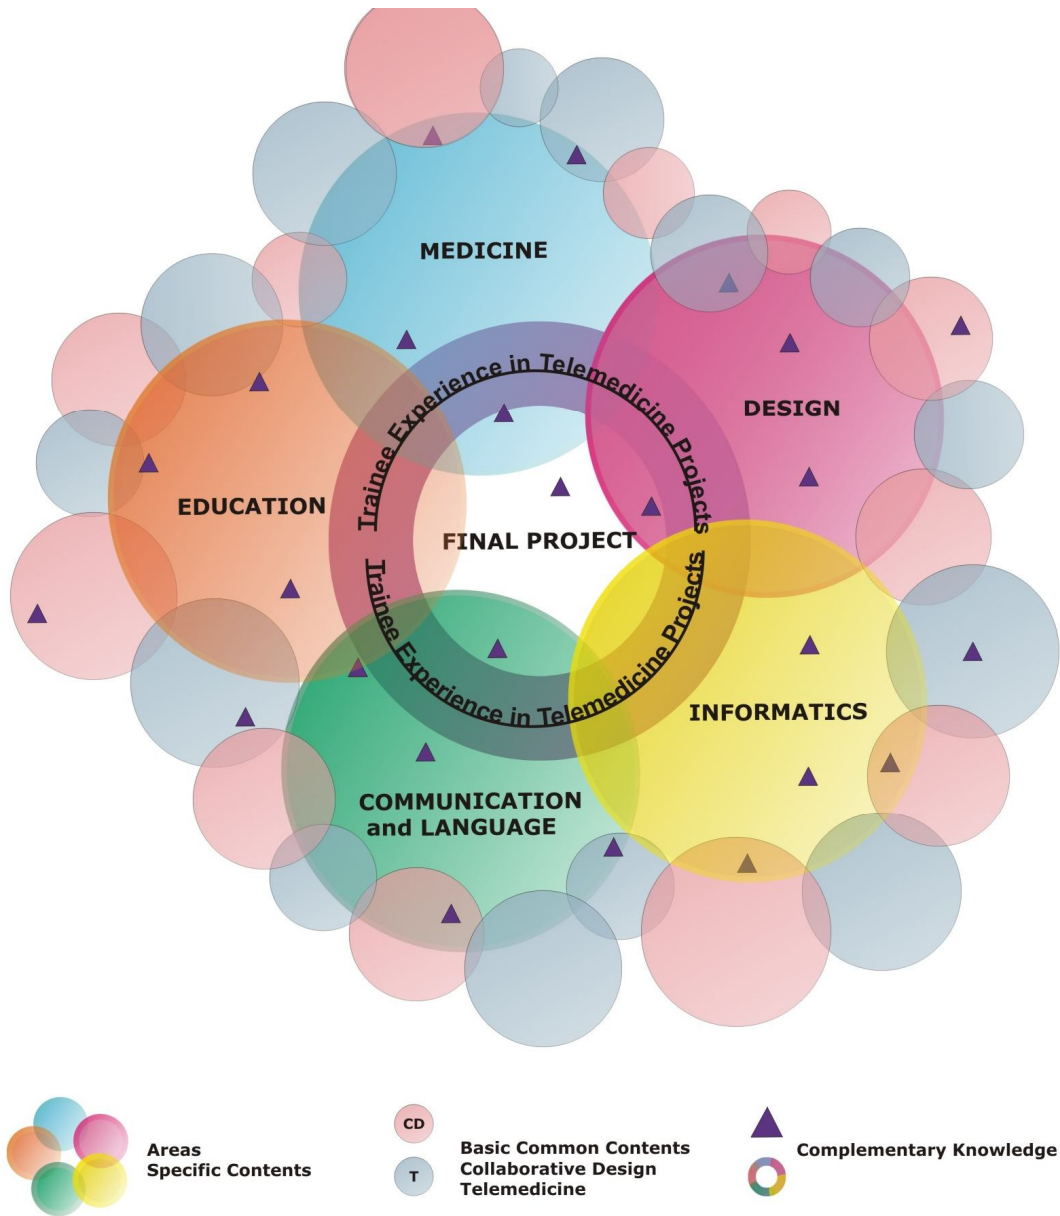 MEDICINE
Trainee Experience in Telemedicine Projects
DESIGN
EDUCATION
FINAL PROJECT
Trainee Experience in Telemedicine Projects
INFORMATICS
COMMUNICATION
and LANGUAGE
Areas
Specific Contents
CD
T
Basic Common Contents
Collaborative Design
Telemedicine
Complementary Knowledge